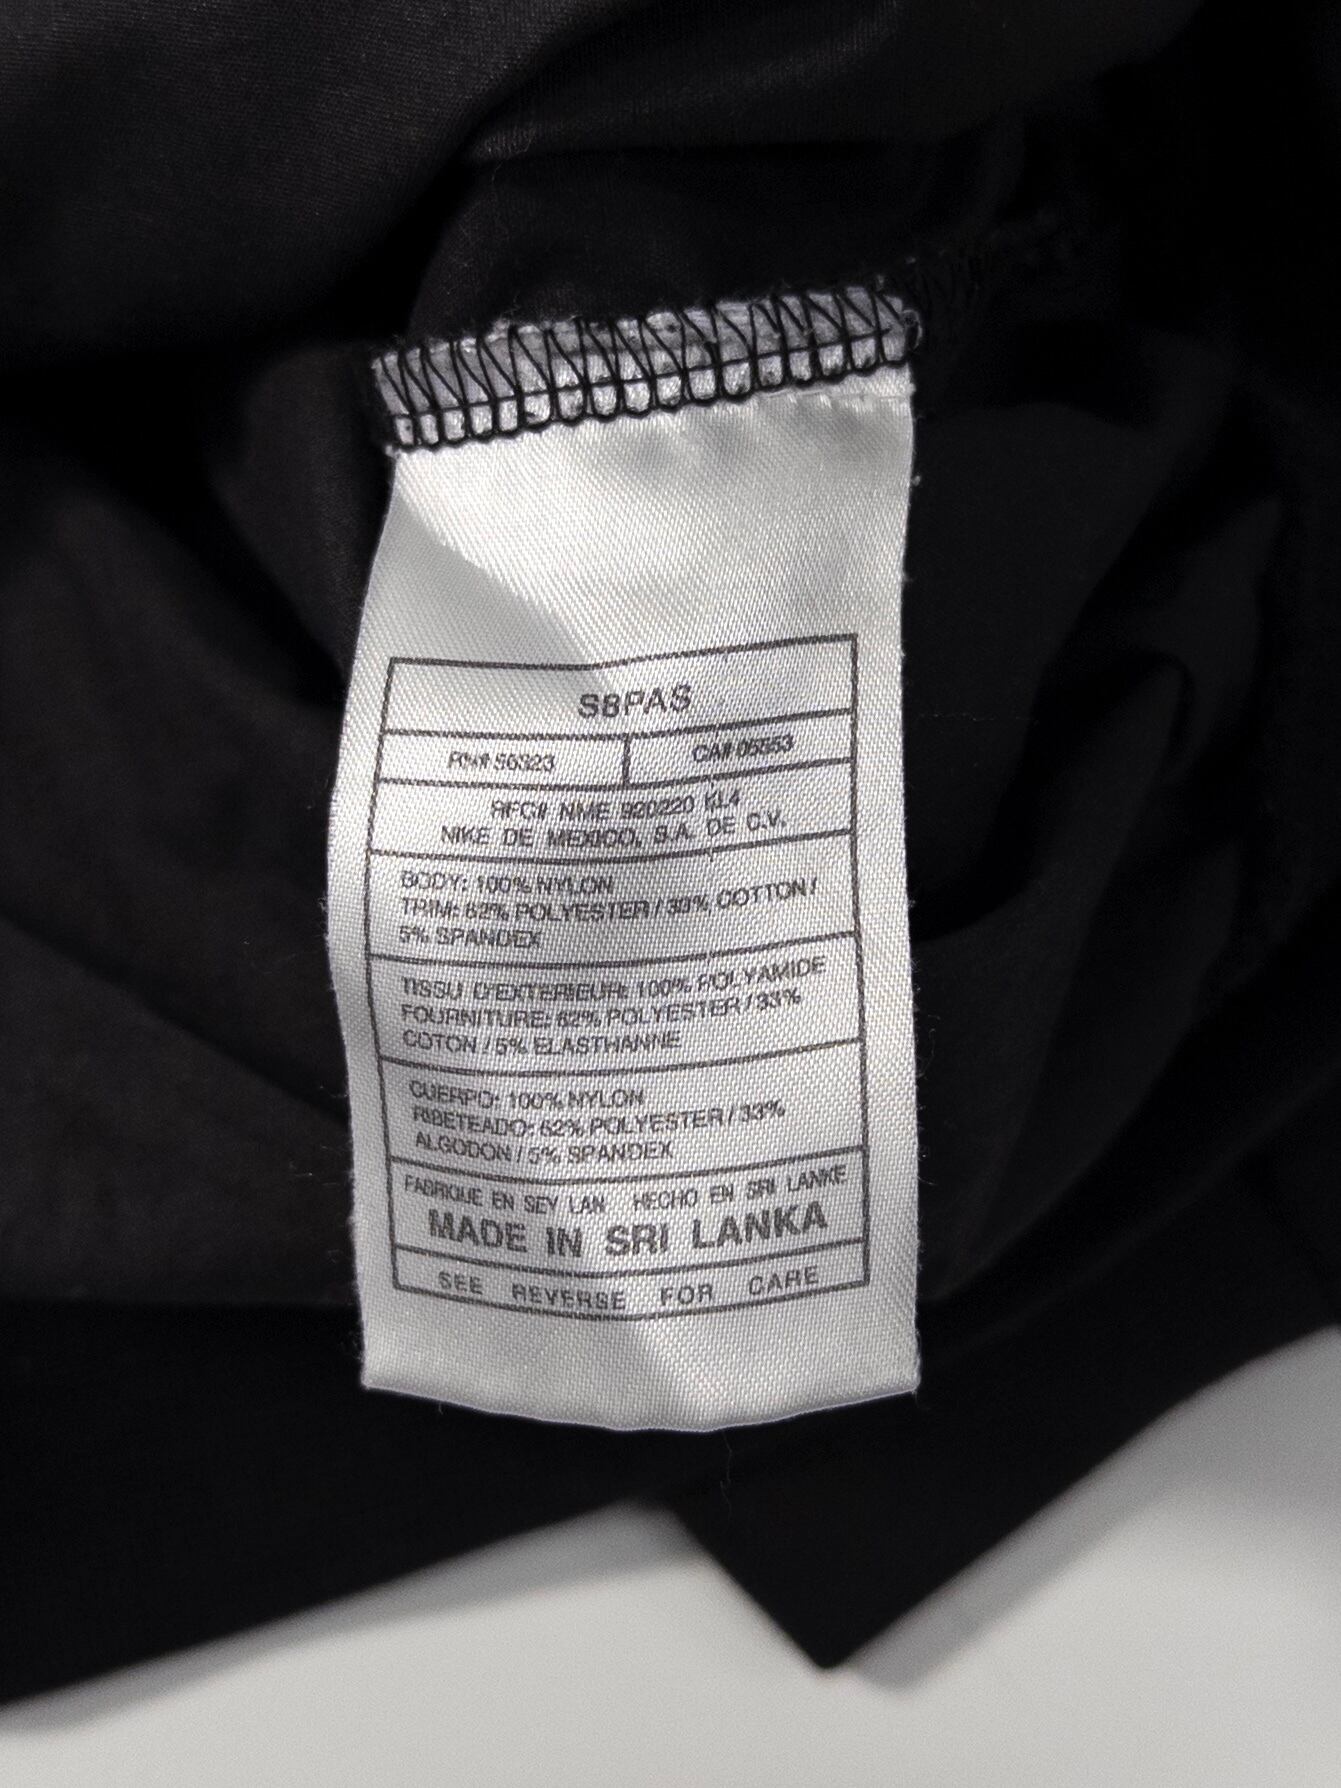 S8PAS
RN# 56323 CA# 05553
RFC# NME 920220 KL4
NIKE DE MEXICO, S.A. DE C.V.
BODY: 100% NYLON
TRIM: 62% POLYESTER / 33% COTTON /
5% SPANDEX
TISSU D'EXTERIEUR: 100% POLYAMIDE
FOURNITURE: 62% POLYESTER / 33%
COTON / 5% ELASTHANNE
CUERPO: 100% NYLON
RIBETEADO: 62% POLYESTER / 33%
ALGODON / 5% SPANDEX
FABRIQUE EN SEY LAN HECHO EN SRI LANKE
MADE IN SRI LANKA
SEE REVERSE FOR CARE